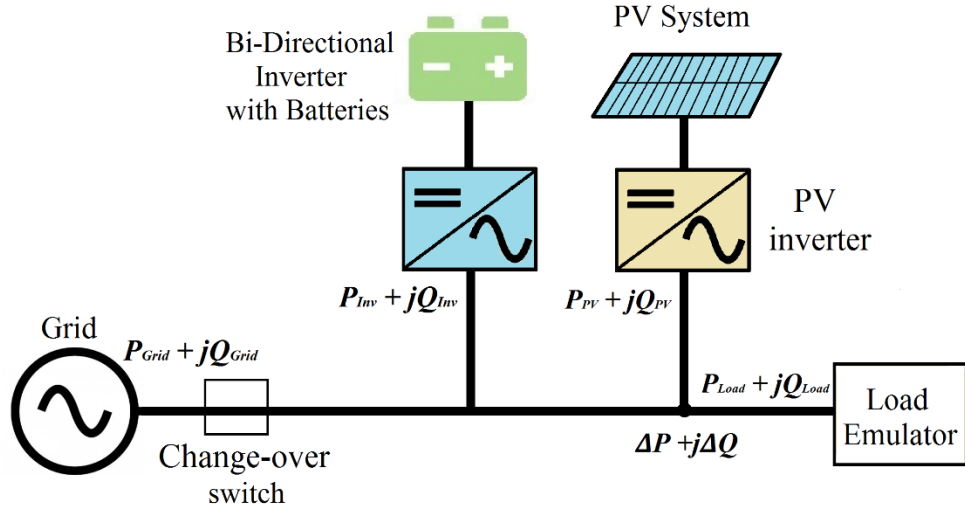 PV System
Bi-Directional
Inverter
with Batteries
PV
inverter
P_Inv + jQ_Inv
P_PV + jQ_PV
Grid
P_Grid + jQ_Grid
P_Load + jQ_Load
Load
Emulator
ΔP +jΔQ
Change-over
switch